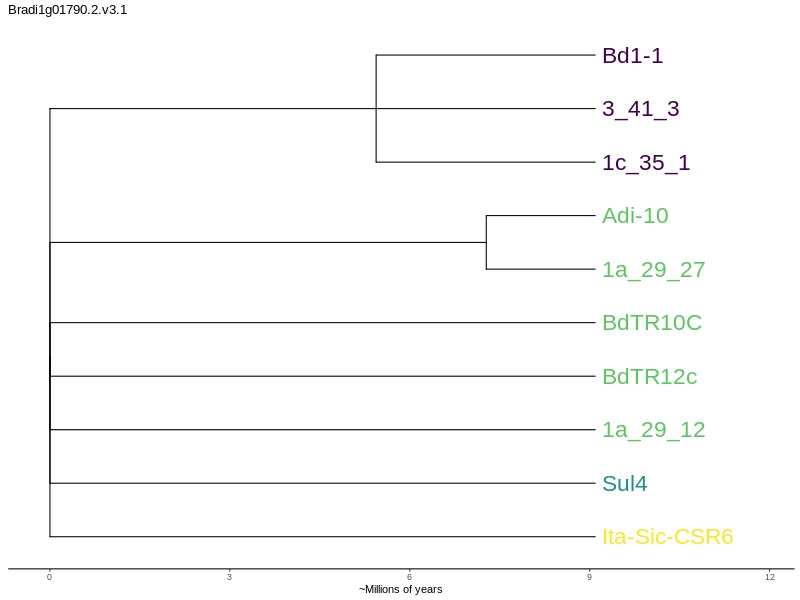 Bradi1g01790.2.v3.1
Bd1-1
3_41_3
1c_35_1
Adi-10
1a_29_27
BdTR10C
BdTR12c
1a_29_12
Sul4
Ita-Sic-CSR6
0 3 6 9 12
~Millions of years